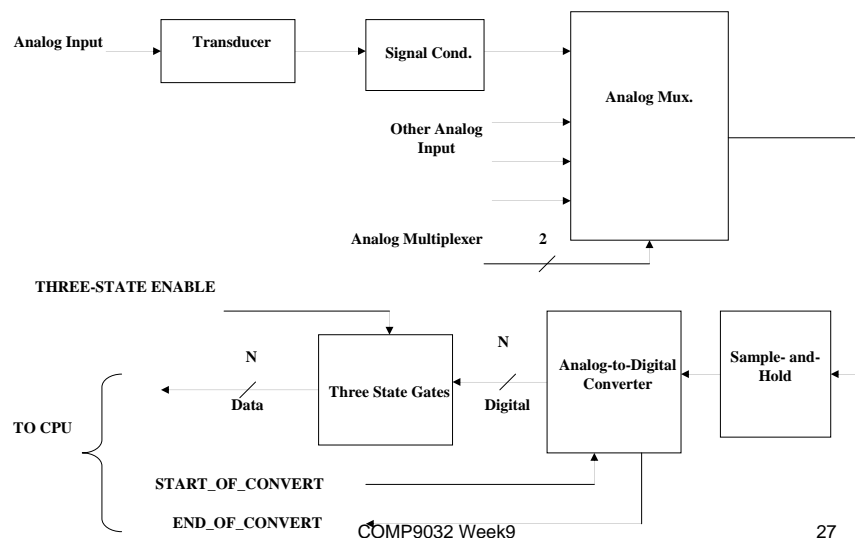 Analog Input
Transducer
Signal Cond.
Analog Mux.
Other Analog
Input
Analog Multiplexer
2
THREE-STATE ENABLE
N
Data
Three State Gates
N
Digital
Analog-to-Digital
Converter
Sample- and-
Hold
TO CPU
START_OF_CONVERT
END_OF_CONVERT
COMP9032 Week9
27